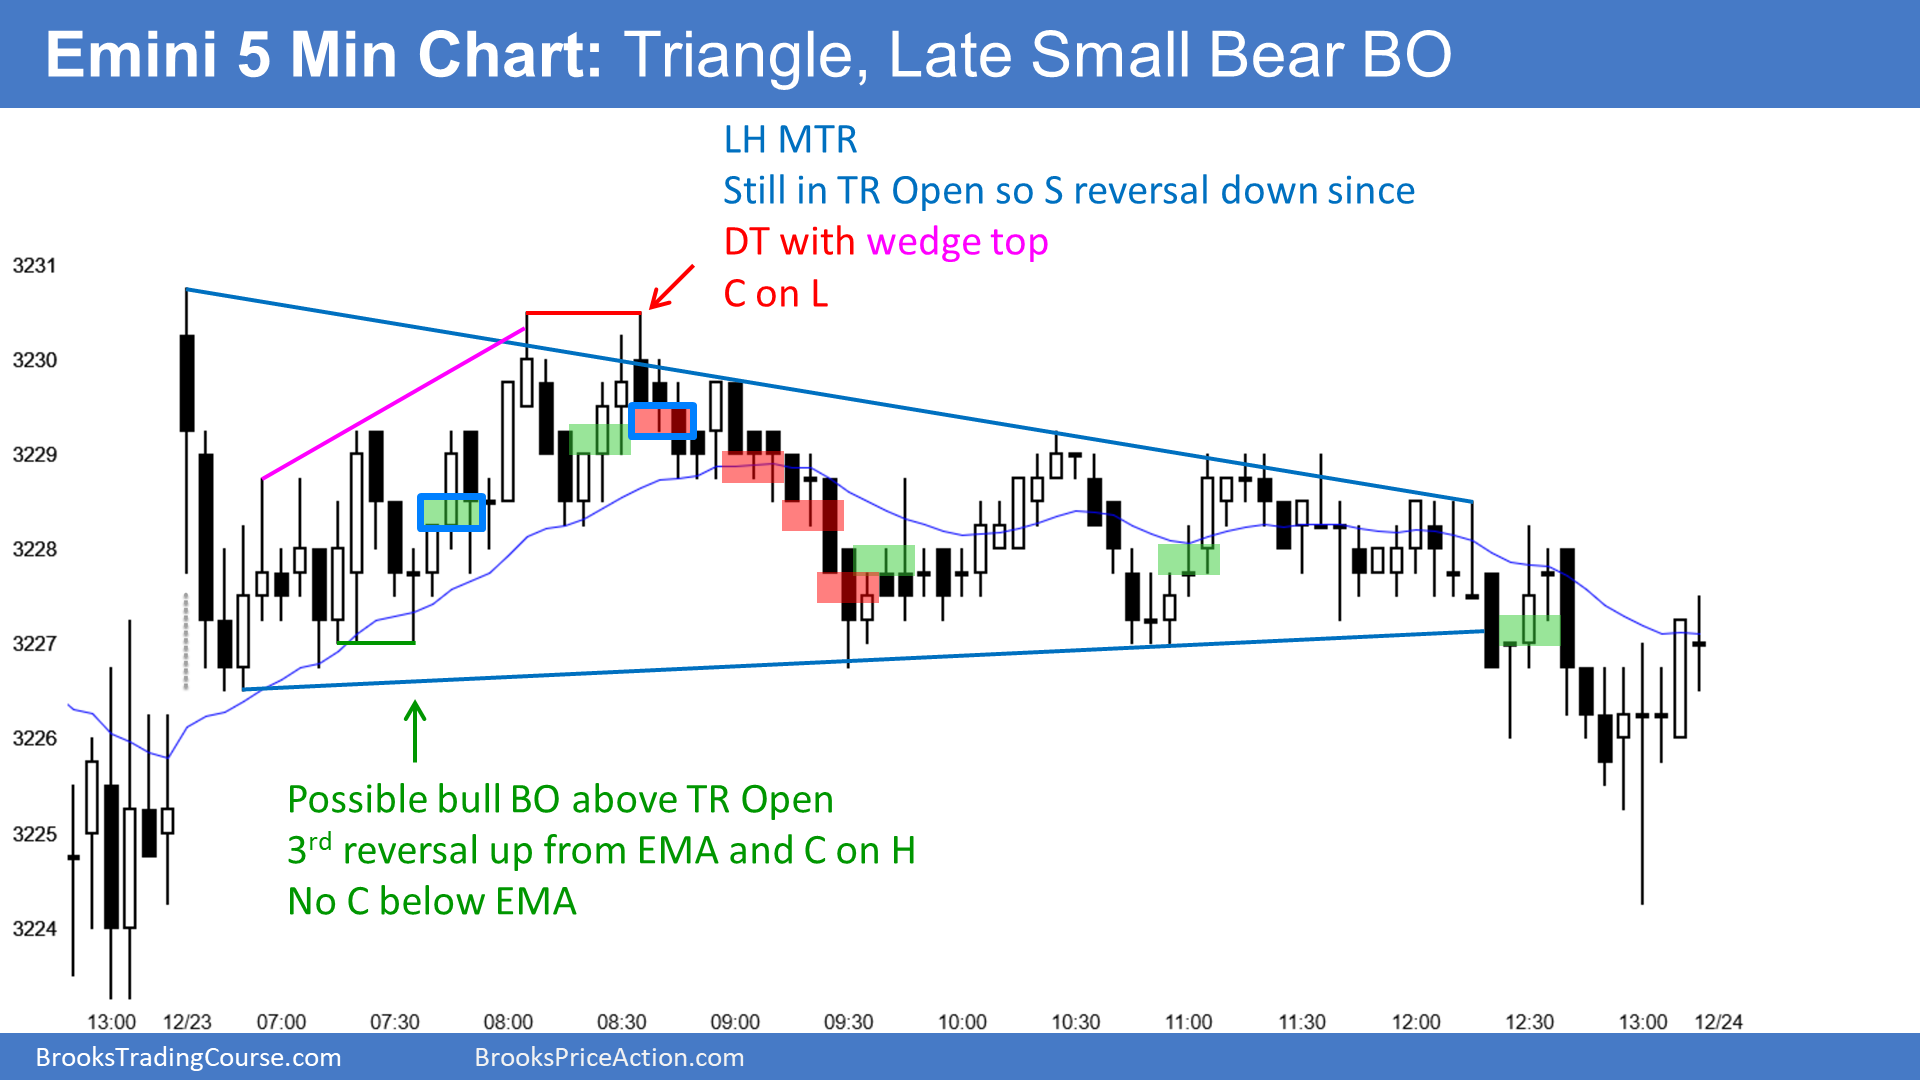 Emini 5 Min Chart: Triangle, Late Small Bear BO
LH MTR
Still in TR Open so S reversal down since
DT with wedge top
C on L
3231
3230
3229
3228
3227
3226
3225
3224
Possible bull BO above TR Open
3rd reversal up from EMA and C on H
No C below EMA
13:00 12/23 07:00 07:30 08:00 08:30 09:00 09:30 10:00 10:30 11:00 11:30 12:00 12:30 13:00 12/24
BrooksTradingCourse.com BrooksPriceAction.com